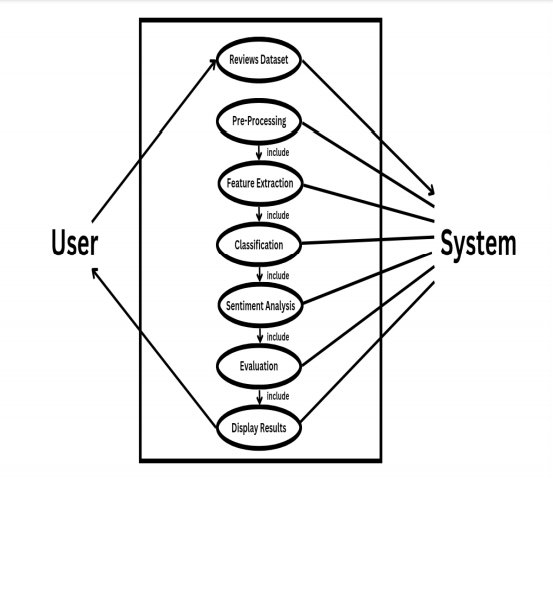 Reviews Dataset
Pre-Processing
include
Feature Extraction
include
User
Classification
System
include
Sentiment Analysis
include
Evaluation
include
Display Results